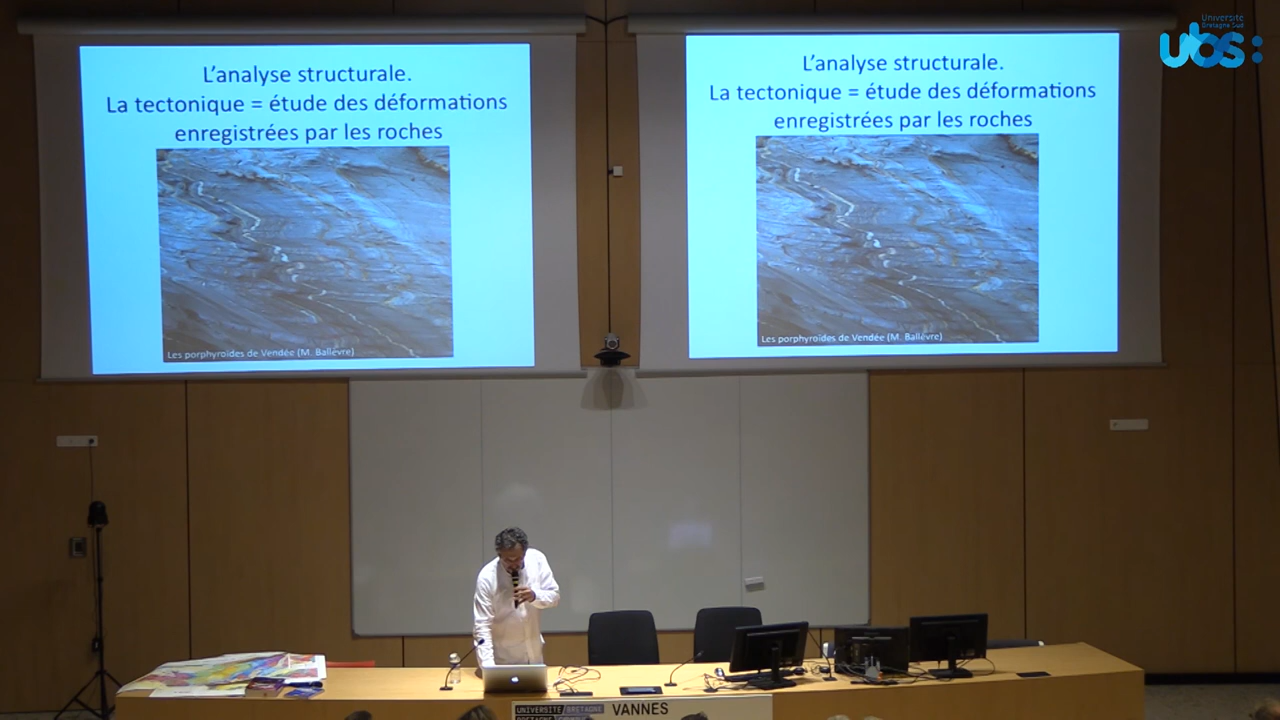 L'analyse structurale.
La tectonique = étude des déformations
enregistrées par les roches
Les porphyroïdes de Vendée (M. Ballèvre)
L'analyse structurale.
La tectonique = étude des déformations
enregistrées par les roches
Les porphyroïdes de Vendée (M. Ballèvre)
Université
Bretagne Sud
ubs:
UNIVERSITÉ BRETAGNE
VANNES